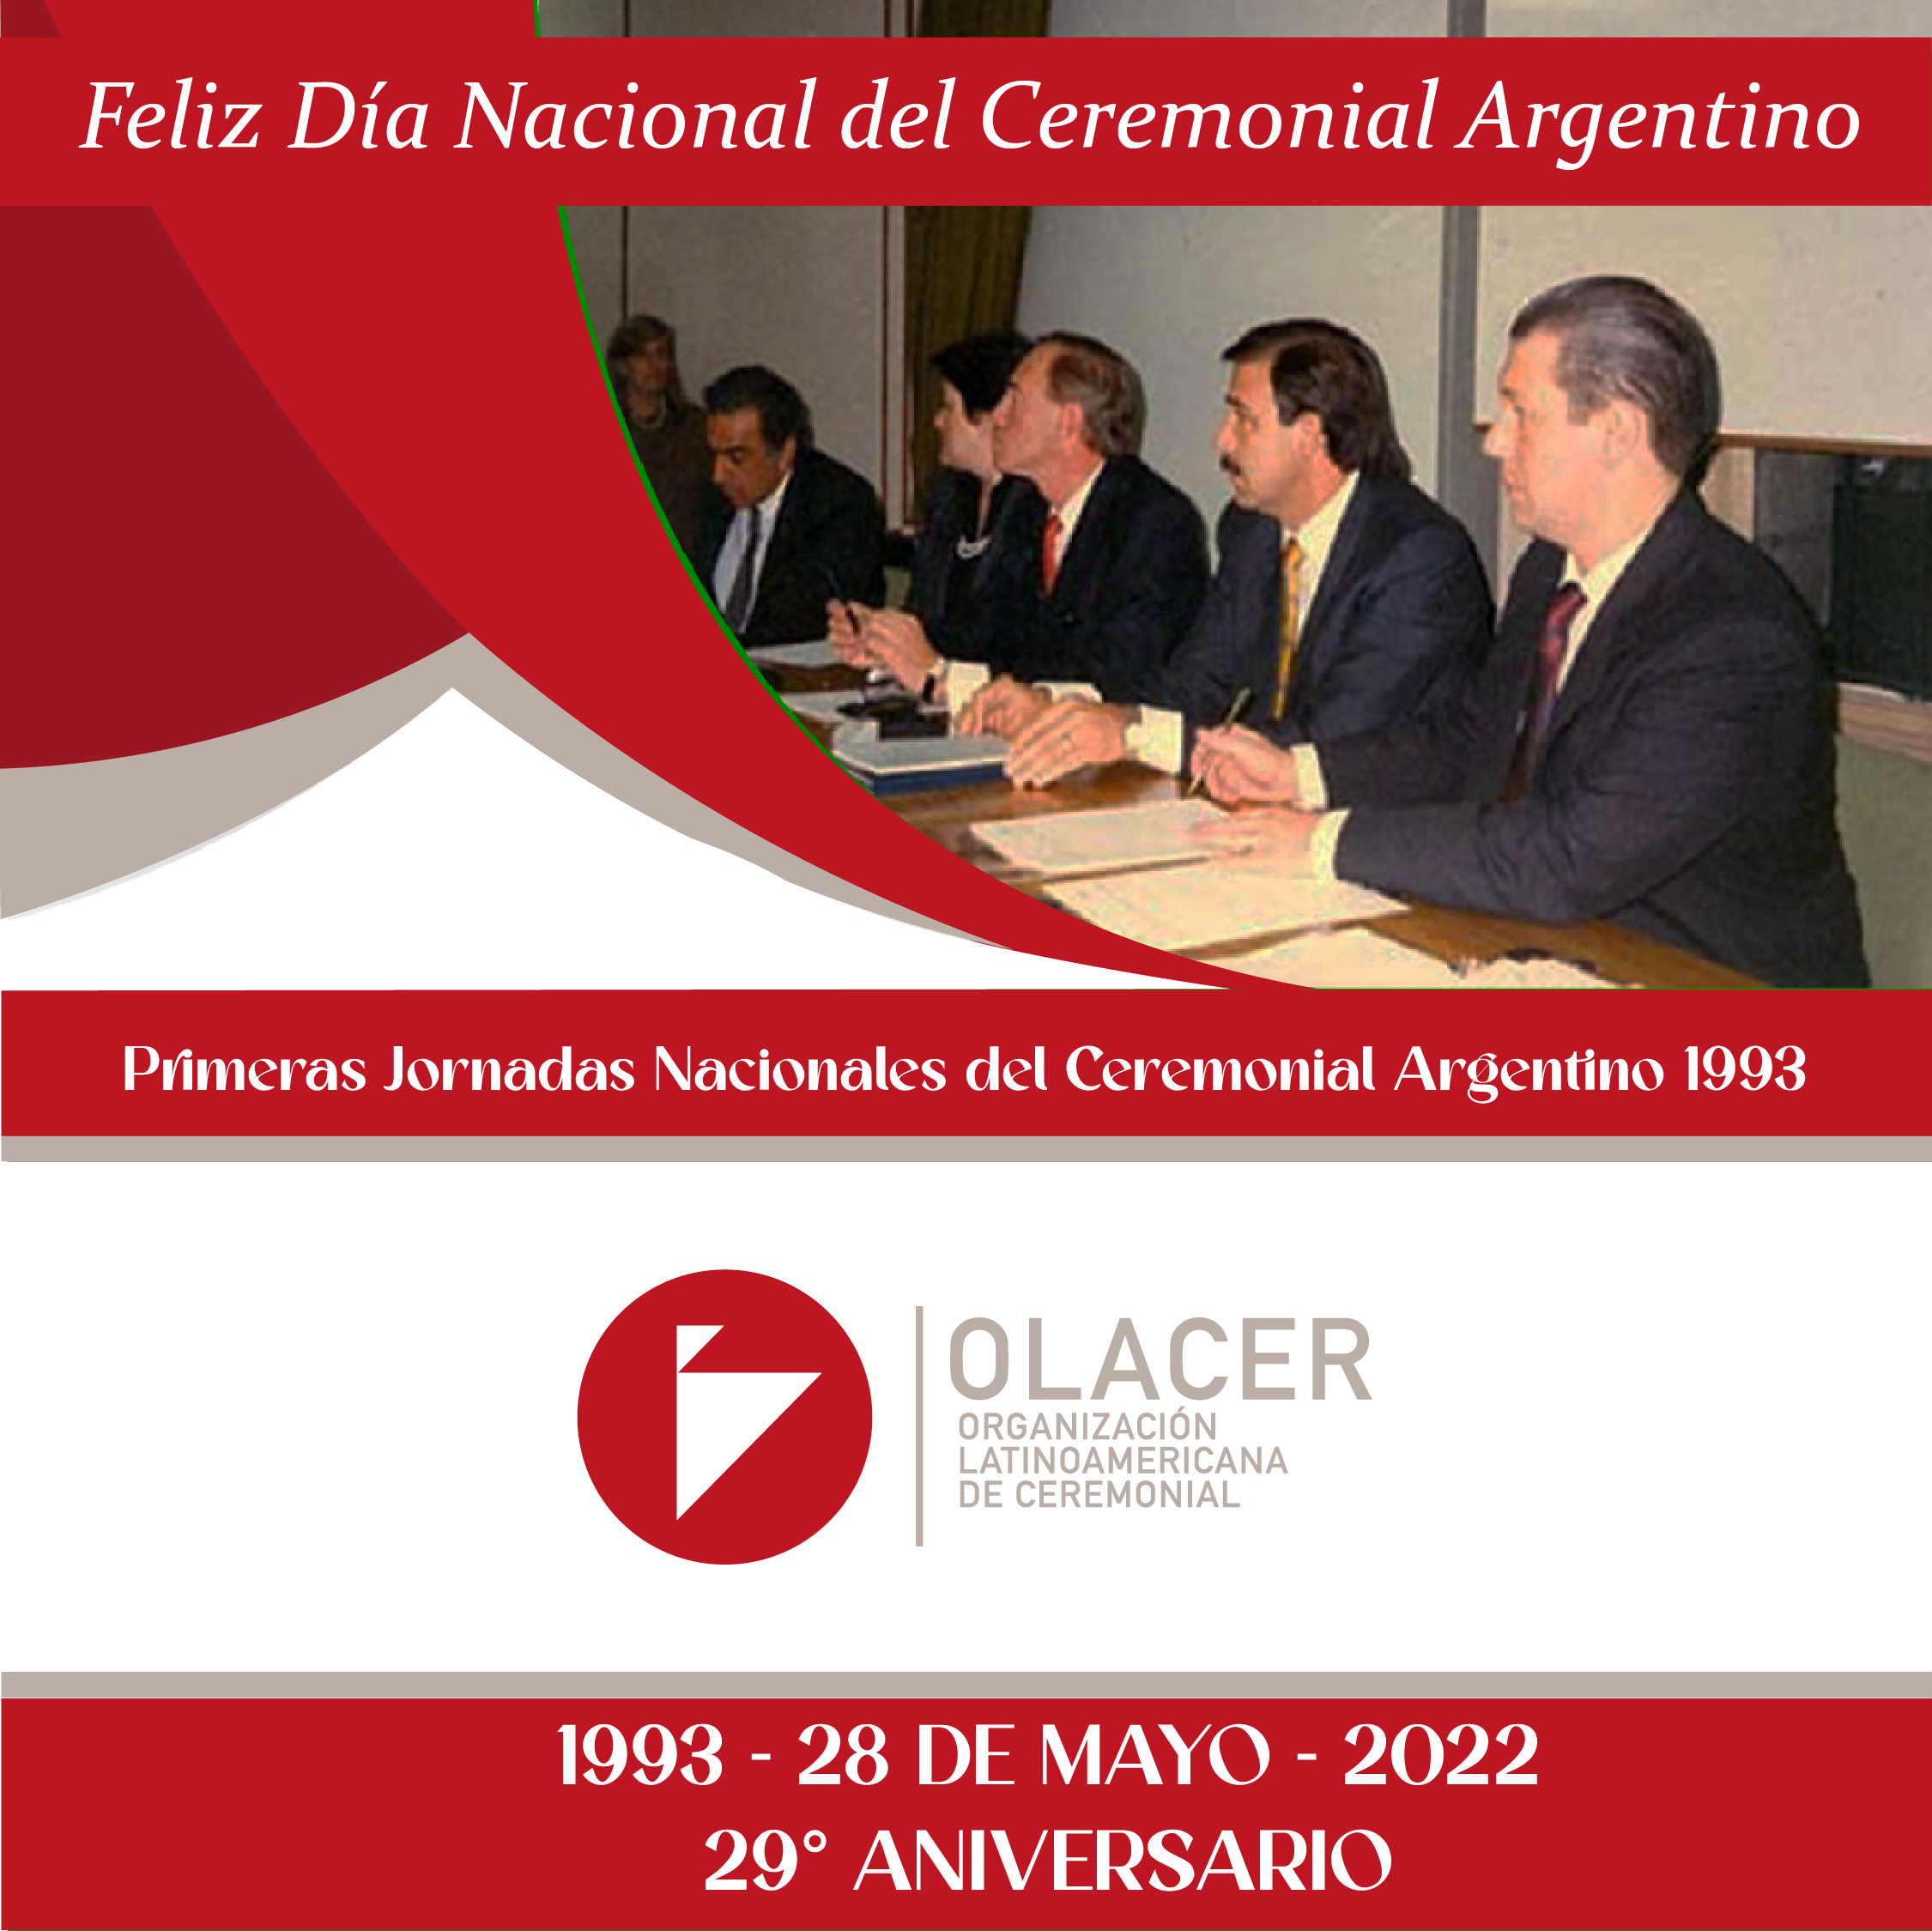 Feliz Día Nacional del Ceremonial Argentino
Primeras Jornadas Nacionales del Ceremonial Argentino 1993
OLACER
ORGANIZACIÓN
LATINOAMERICANA
DE CEREMONIAL
1993 - 28 DE MAYO - 2022
29° ANIVERSARIO